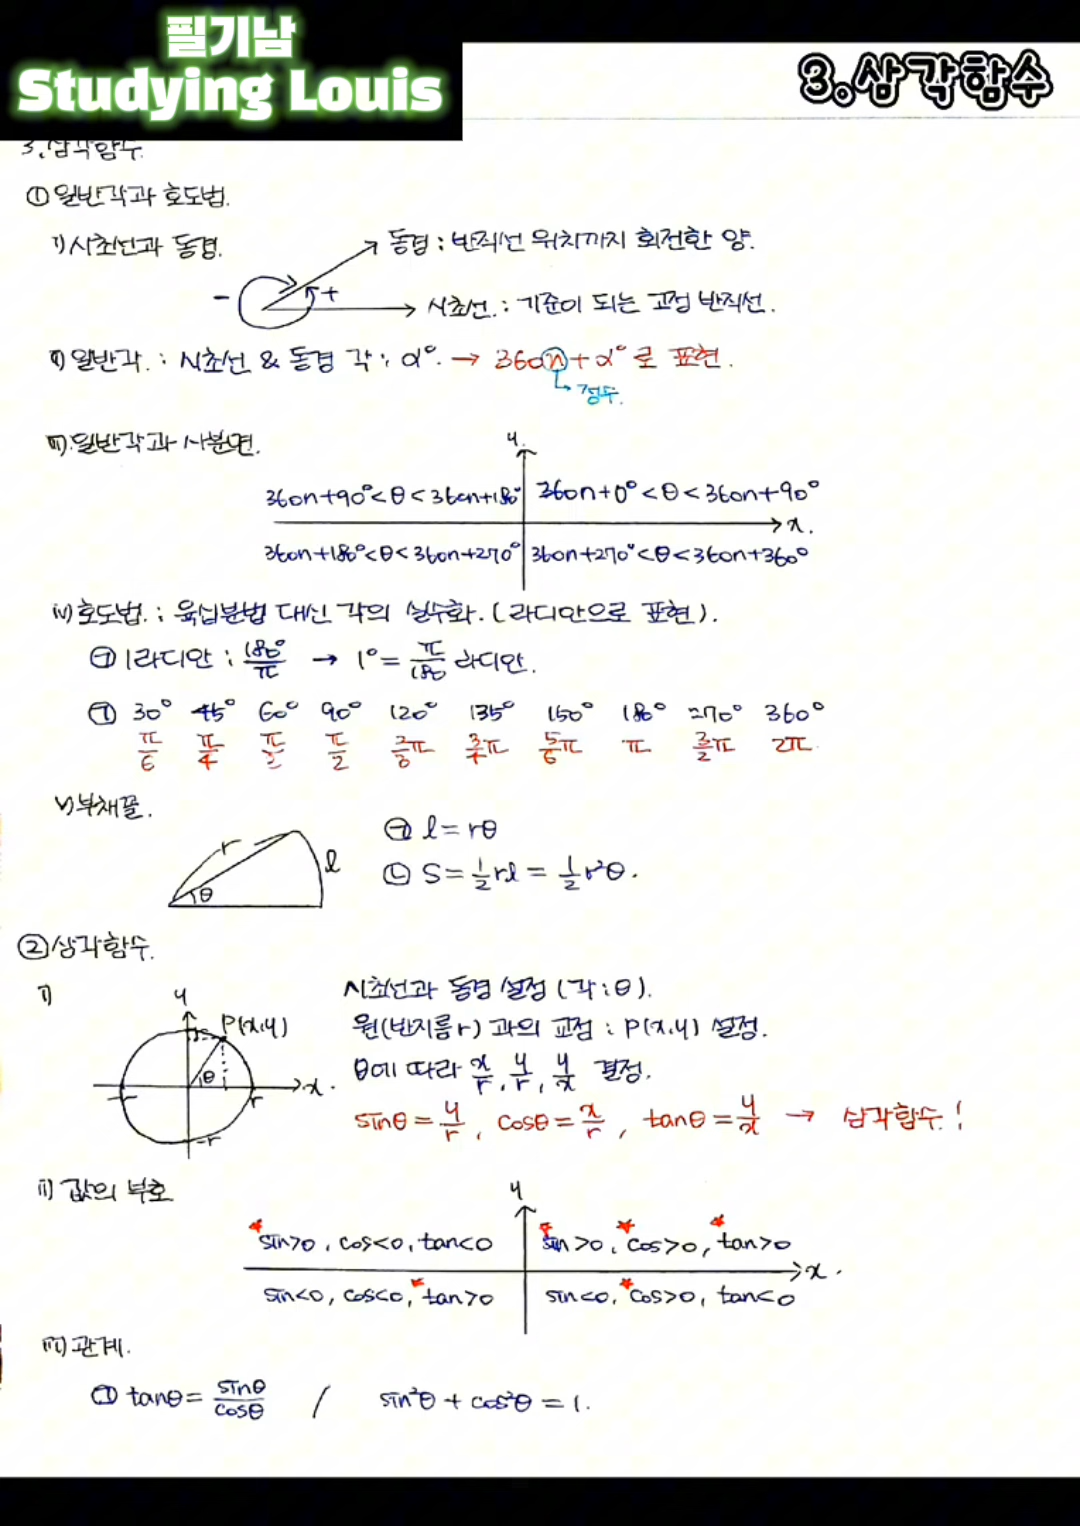 필기남
Studying Louis
3.삼각함수
3.삼각함수.
① 일반각과 호도법.
i) 시초선과 동경.
동경 : 반직선 위치까지 회전한 양.
- +
시초선 : 기준이 되는 고정 반직선.
ii) 일반각. : 시초선 & 동경 각 : α°. → 360n+α°로 표현.
↳ 정수.
iii) 일반각과 사분면.
y
360n+90°<θ<360n+180° 360n+0°<θ<360n+90°
x.
360n+180°<θ<360n+270° 360n+270°<θ<360n+360°
iv) 호도법. : 육십분법 대신 각의 실수화. (라디안으로 표현).
㉠ 1라디안 : 180°/π → 1°= π/180 라디안.
㉡ 30° 45° 60° 90° 120° 135° 150° 180° 270° 360°
π/6 π/4 π/3 π/2 2/3π 3/4π 5/6π π 3/2π 2π
v) 부채꼴.
r θ l
㉠ l=rθ
㉡ S=½rl = ½r²θ.
② 삼각함수.
i)
y P(x,y) θ x. -r r -r
시초선과 동경 설정 (각:θ).
원(반지름 r) 과의 교점 : P(x,y) 설정.
θ에 따라 x/r, y/r, y/x 결정.
sinθ = y/r, cosθ = x/r, tanθ = y/x → 삼각함수!
ii) 값의 부호
y
sin>0, cos<0, tan<0 sin>0, cos>0, tan>0
x.
sin<0, cos<0, tan>0 sin<0, cos>0, tan<0
iii) 관계.
㉠ tanθ = sinθ/cosθ / sin²θ + cos²θ = 1.